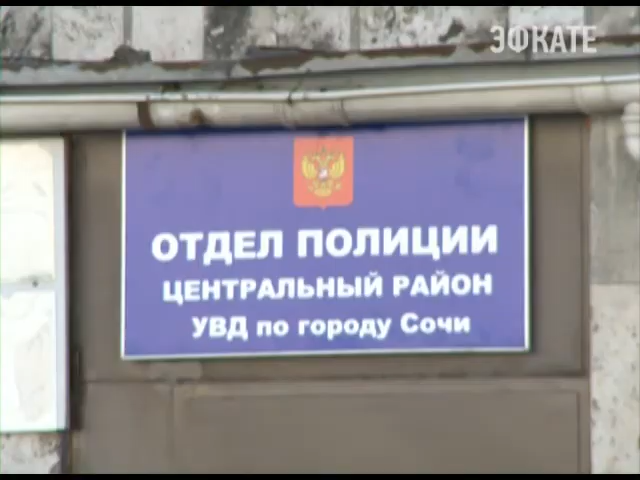 ЭФКАТЕ
ОТДЕЛ ПОЛИЦИИ
ЦЕНТРАЛЬНЫЙ РАЙОН
УВД по городу Сочи